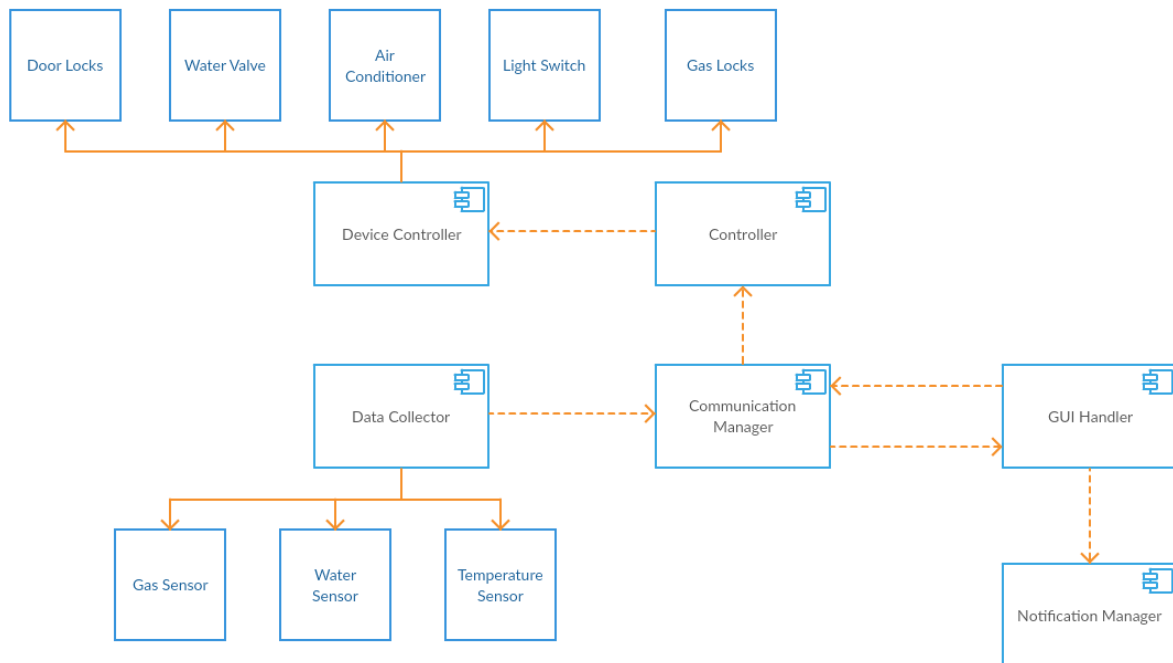 Door Locks
Water Valve
Air
Conditioner
Light Switch
Gas Locks
Device Controller
Controller
Data Collector
Communication
Manager
GUI Handler
Gas Sensor
Water
Sensor
Temperature
Sensor
Notification Manager